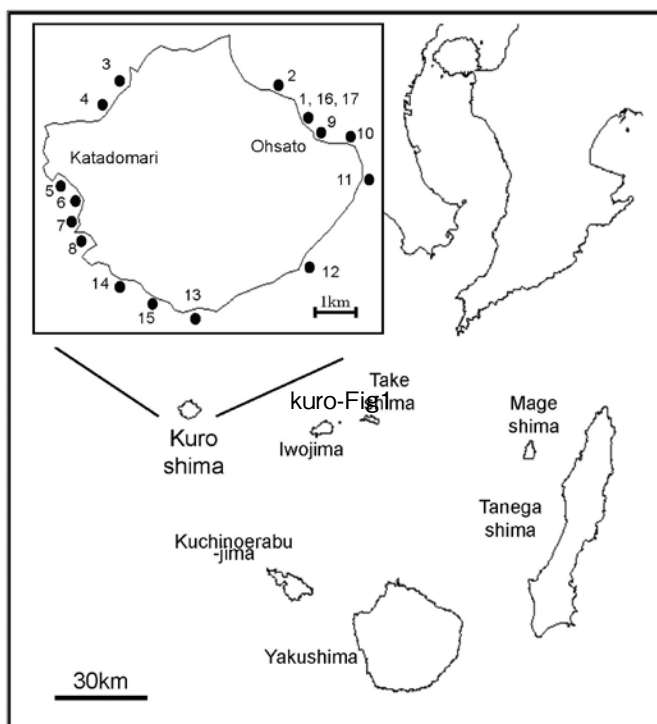 3
2
4
1, 16, 17
9
10
Katadomari
Ohsato
11
5
6
7
8
12
14
13
15
1km
Take
shima
kuro-Fig1
Kuro
shima
Iwojima
Mage
shima
Tanega
shima
Kuchinoerabu
-jima
Yakushima
30km